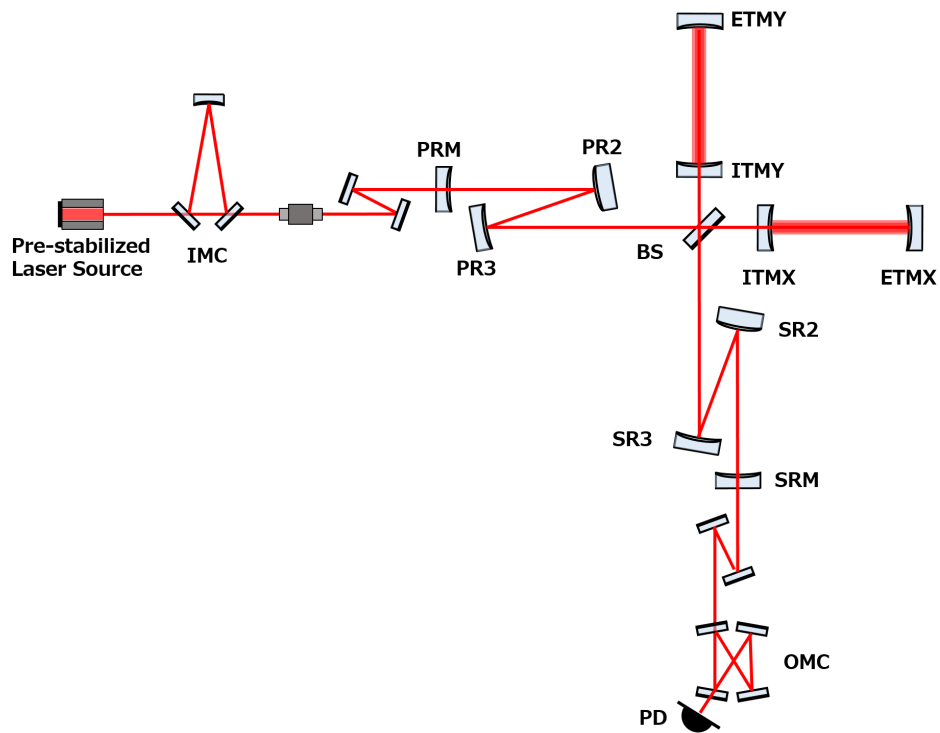 ETMY
PRM
PR2
ITMY
Pre-stabilized
Laser Source
IMC
PR3
BS
ITMX
ETMX
SR2
SR3
SRM
OMC
PD